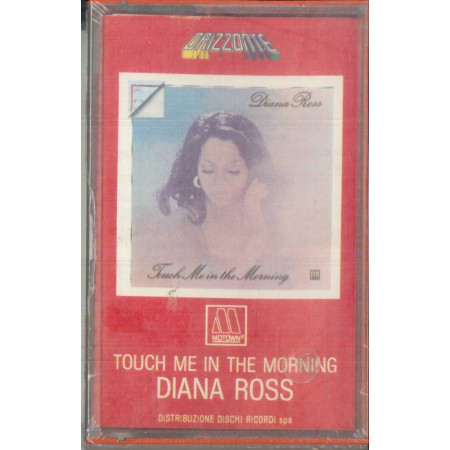 ORIZZONTE
Diana Ross
Touch Me in the Morning
MOTOWN®
TOUCH ME IN THE MORNING
DIANA ROSS
DISTRIBUZIONE DISCHI RICORDI spa